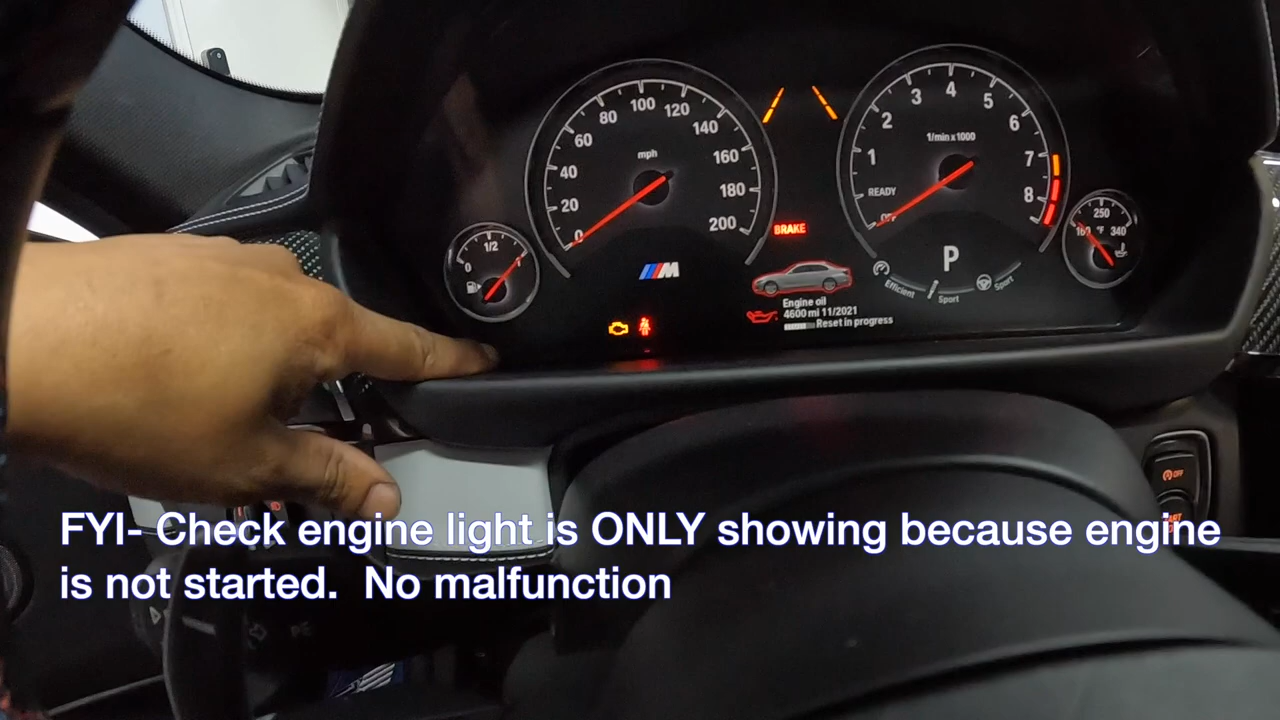 100
80
120
60
140
mph
40
160
20
180
0
200
1/2
0
1
M
BRAKE
4
3
5
2
6
1/min x 1000
1
7
READY
8
OFF
P
Efficient
Sport
Sport
250
160 °F 340
Engine oil
4600 mi 11/2021
Reset in progress
OFF
FYI- Check engine light is ONLY showing because engine
is not started. No malfunction